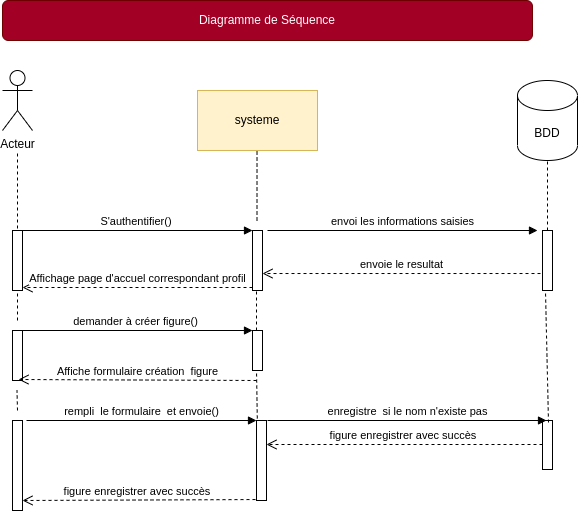 Diagramme de Séquence
Acteur
systeme
BDD
S'authentifier()
envoi les informations saisies
envoie le resultat
Affichage page d'accuel correspondant profil
demander à créer figure()
Affiche formulaire création  figure
rempli  le formulaire  et envoie()
enregistre  si le nom n'existe pas
figure enregistrer avec succès
figure enregistrer avec succès